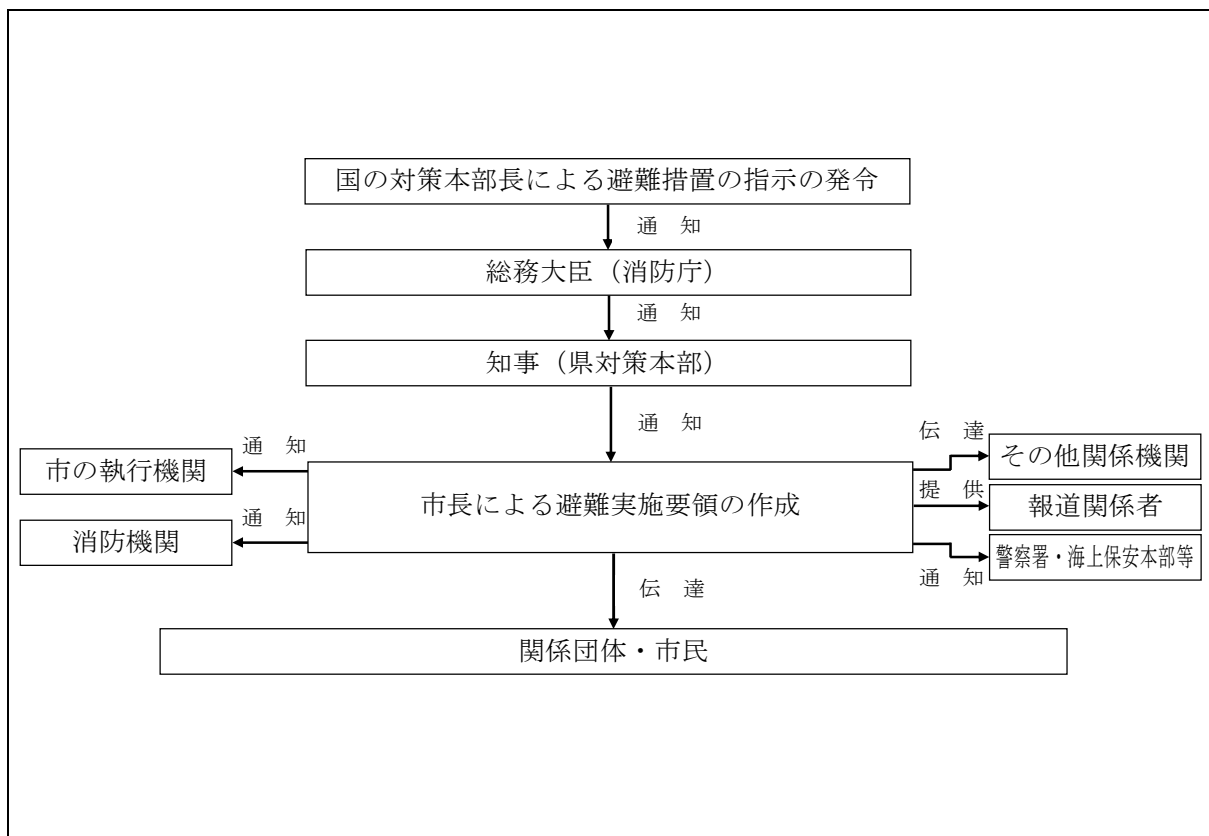 国の対策本部長による避難措置の指示の発令
通 知
総務大臣（消防庁）
通 知
知事（県対策本部）
通 知
通 知
市の執行機関
通 知
消防機関
市長による避難実施要領の作成
伝 達
その他関係機関
提 供
報道関係者
警察署・海上保安本部等
通 知
伝 達
関係団体・市民